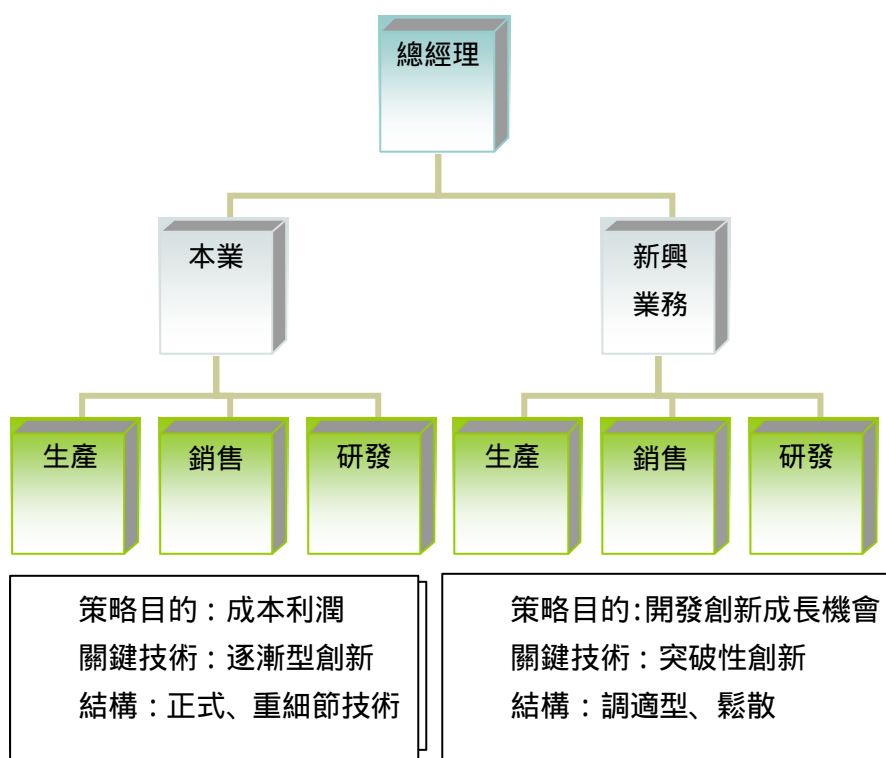 總經理
本業
新興
業務
生產
銷售
研發
生產
銷售
研發
策略目的：成本利潤
關鍵技術：逐漸型創新
結構：正式、重細節技術
策略目的:開發創新成長機會
關鍵技術：突破性創新
結構：調適型、鬆散